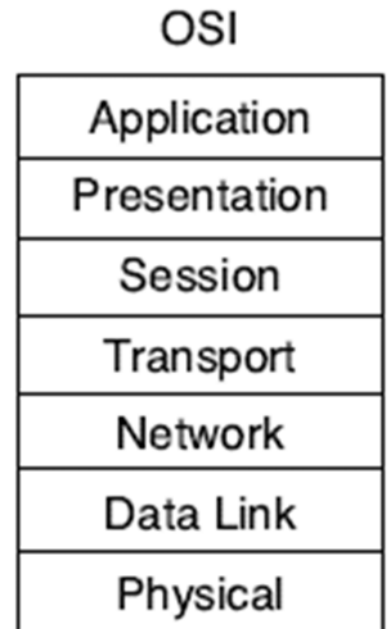 OSI
Application
Presentation
Session
Transport
Network
Data Link
Physical